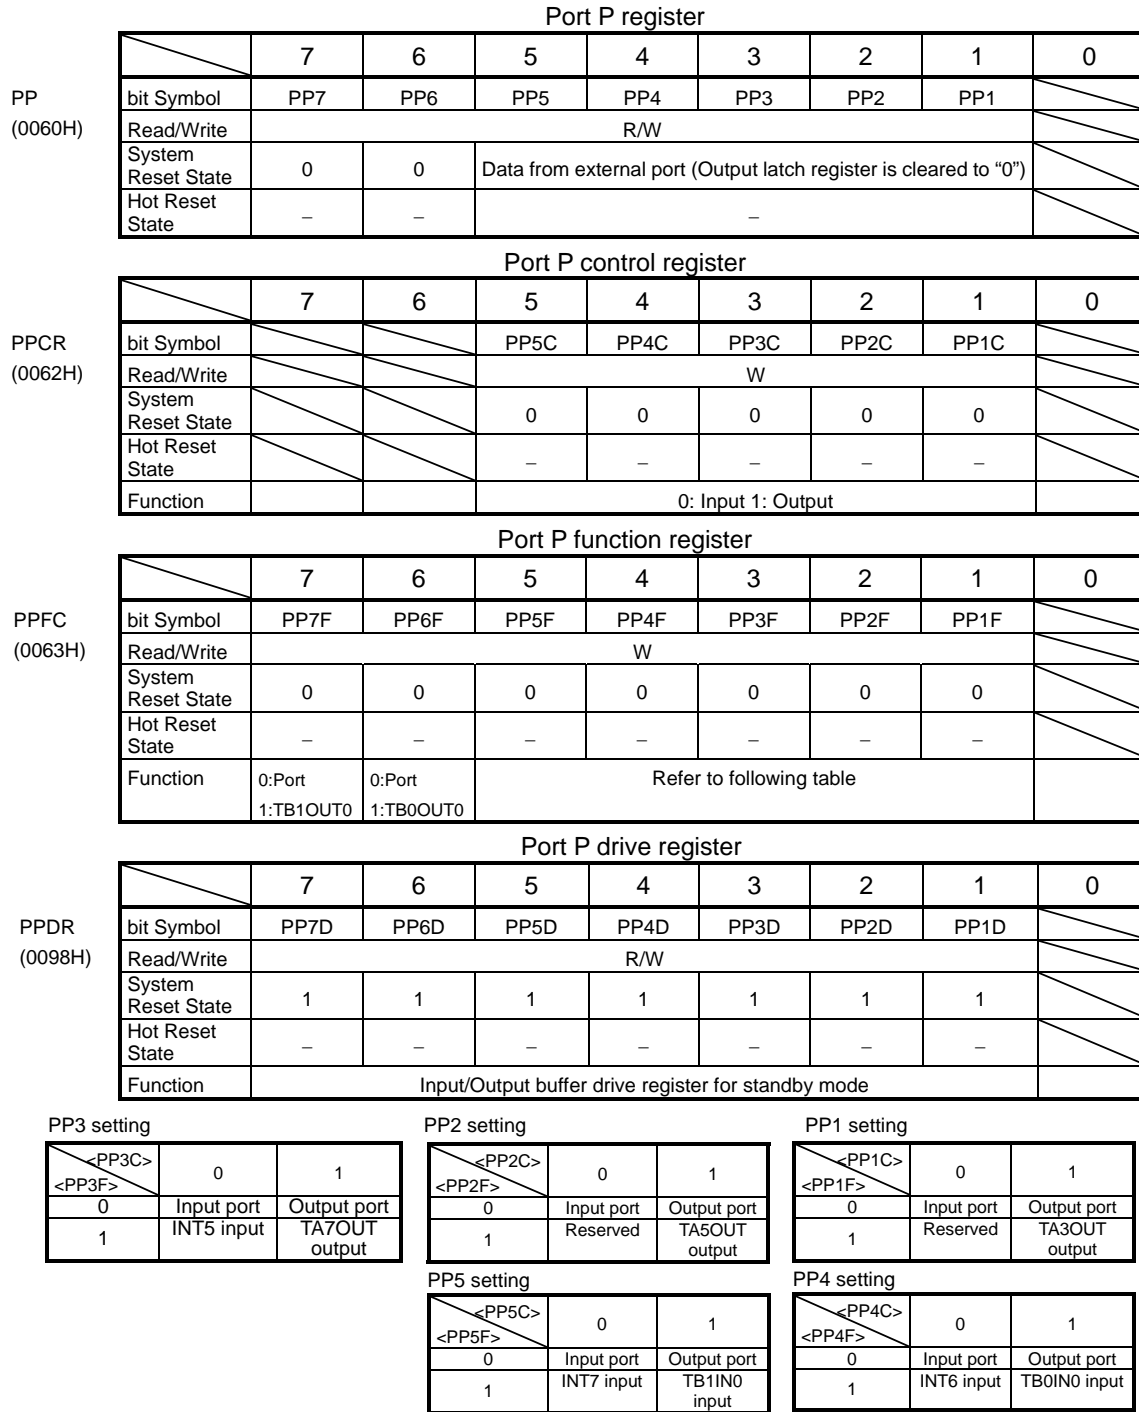 Port P register
7 6 5 4 3 2 1 0
PP
(0060H)
bit Symbol PP7 PP6 PP5 PP4 PP3 PP2 PP1
Read/Write R/W
System
Reset State 0 0 Data from external port (Output latch register is cleared to “0”)
Hot Reset
State – – –
Port P control register
7 6 5 4 3 2 1 0
PPCR
(0062H)
bit Symbol PP5C PP4C PP3C PP2C PP1C
Read/Write W
System
Reset State 0 0 0 0 0
Hot Reset
State – – – – –
Function 0: Input 1: Output
Port P function register
7 6 5 4 3 2 1 0
PPFC
(0063H)
bit Symbol PP7F PP6F PP5F PP4F PP3F PP2F PP1F
Read/Write W
System
Reset State 0 0 0 0 0 0 0
Hot Reset
State – – – – – – –
Function 0:Port 0:Port Refer to following table
1:TB1OUT0 1:TB0OUT0
Port P drive register
7 6 5 4 3 2 1 0
PPDR
(0098H)
bit Symbol PP7D PP6D PP5D PP4D PP3D PP2D PP1D
Read/Write R/W
System
Reset State 1 1 1 1 1 1 1
Hot Reset
State – – – – – – –
Function Input/Output buffer drive register for standby mode
PP3 setting
<PP3C>
<PP3F> 0 1
0 Input port Output port
1 INT5 input TA7OUT
output
PP2 setting
<PP2C>
<PP2F> 0 1
0 Input port Output port
1 Reserved TA5OUT
output
PP1 setting
<PP1C>
<PP1F> 0 1
0 Input port Output port
1 Reserved TA3OUT
output
PP5 setting
<PP5C>
<PP5F> 0 1
0 Input port Output port
1 INT7 input TB1IN0
input
PP4 setting
<PP4C>
<PP4F> 0 1
0 Input port Output port
1 INT6 input TB0IN0 input